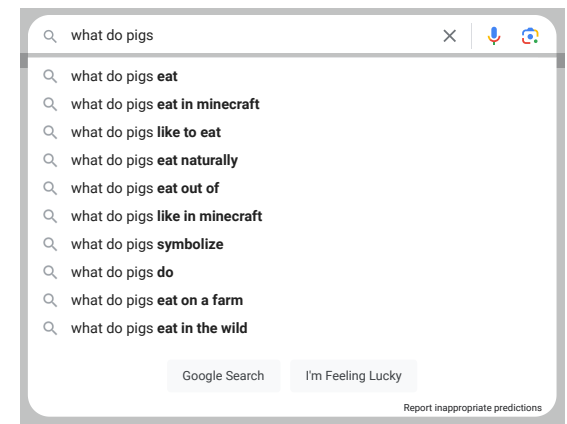 what do pigs
what do pigs eat
what do pigs eat in minecraft
what do pigs like to eat
what do pigs eat naturally
what do pigs eat out of
what do pigs like in minecraft
what do pigs symbolize
what do pigs do
what do pigs eat on a farm
what do pigs eat in the wild
Google Search I'm Feeling Lucky
Report inappropriate predictions